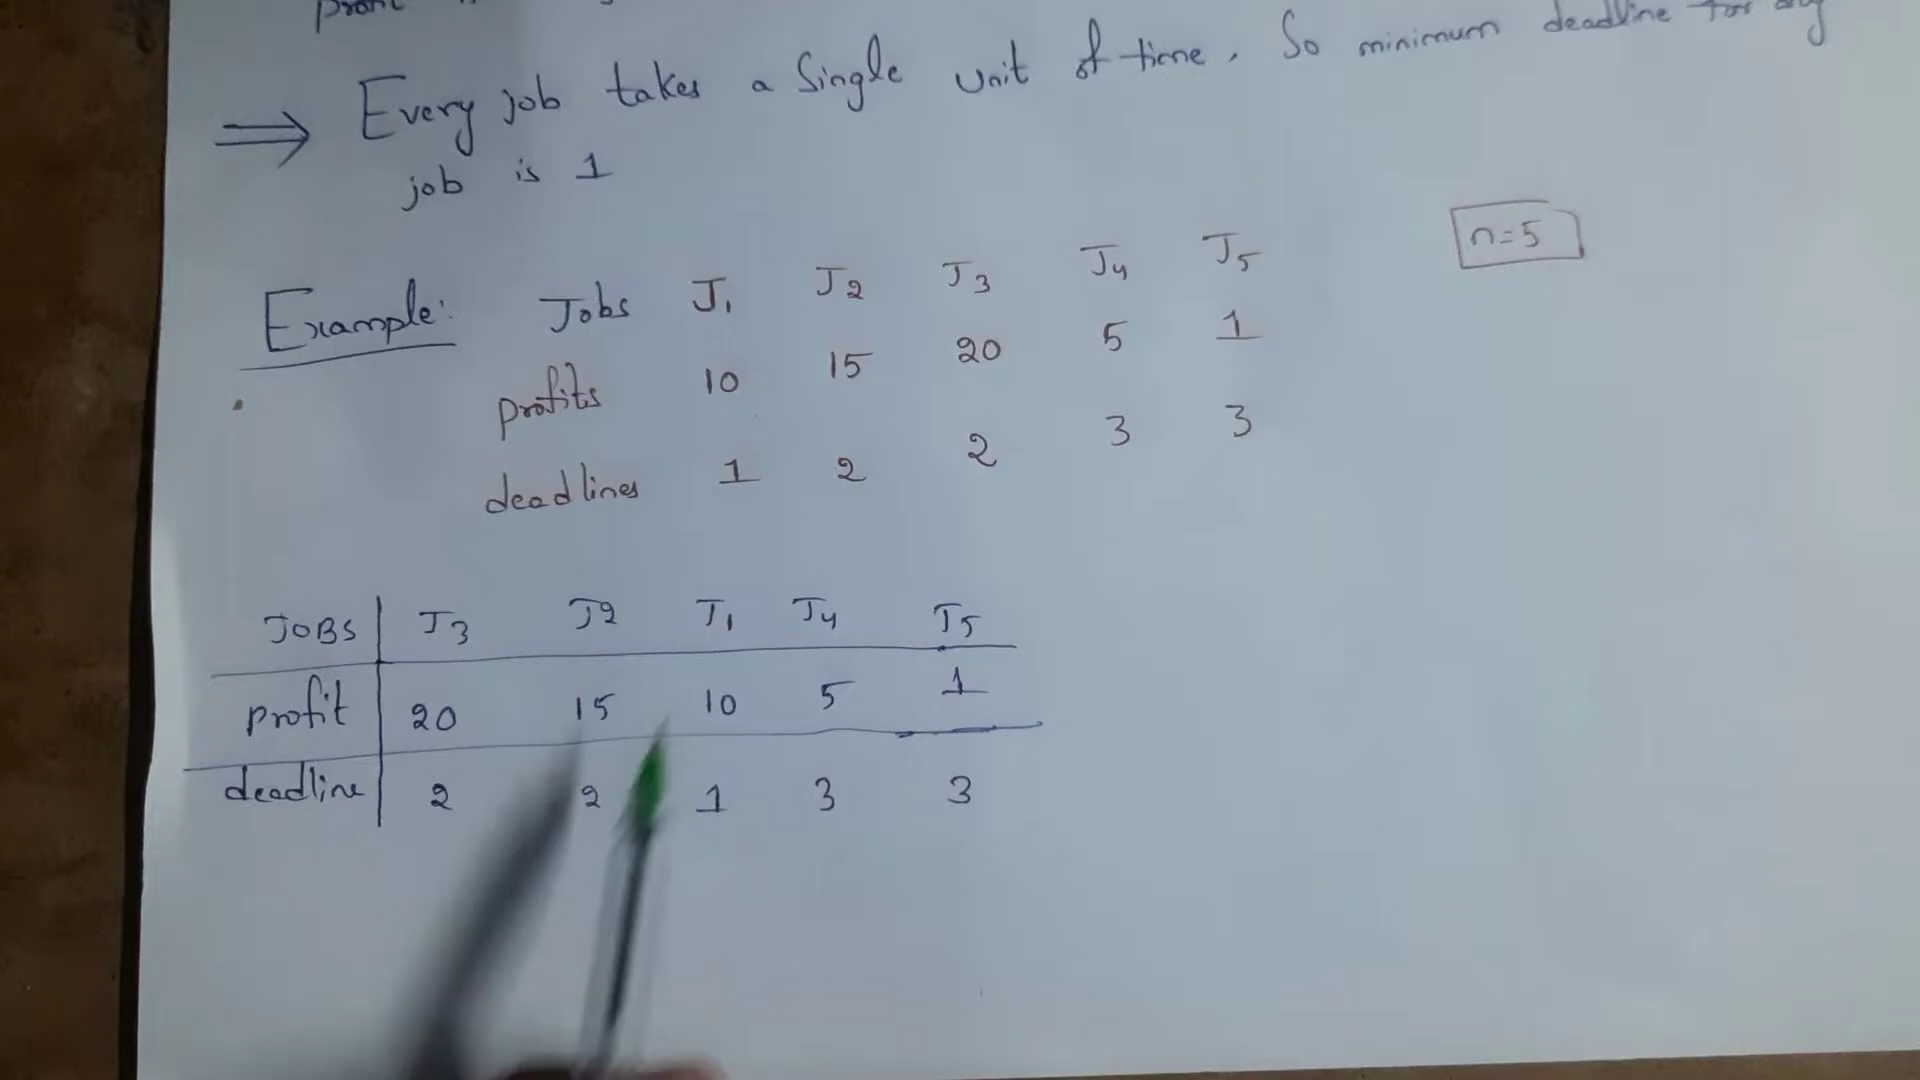 profit
Every job takes a single unit of time. So minimum deadline for any
job is 1
n=5
Example: Jobs J1 J2 J3 J4 J5
profits 10 15 20 5 1
deadlines 1 2 2 3 3
JOBS J3 J2 J1 J4 J5
profit 20 15 10 5 1
deadline 2 2 1 3 3